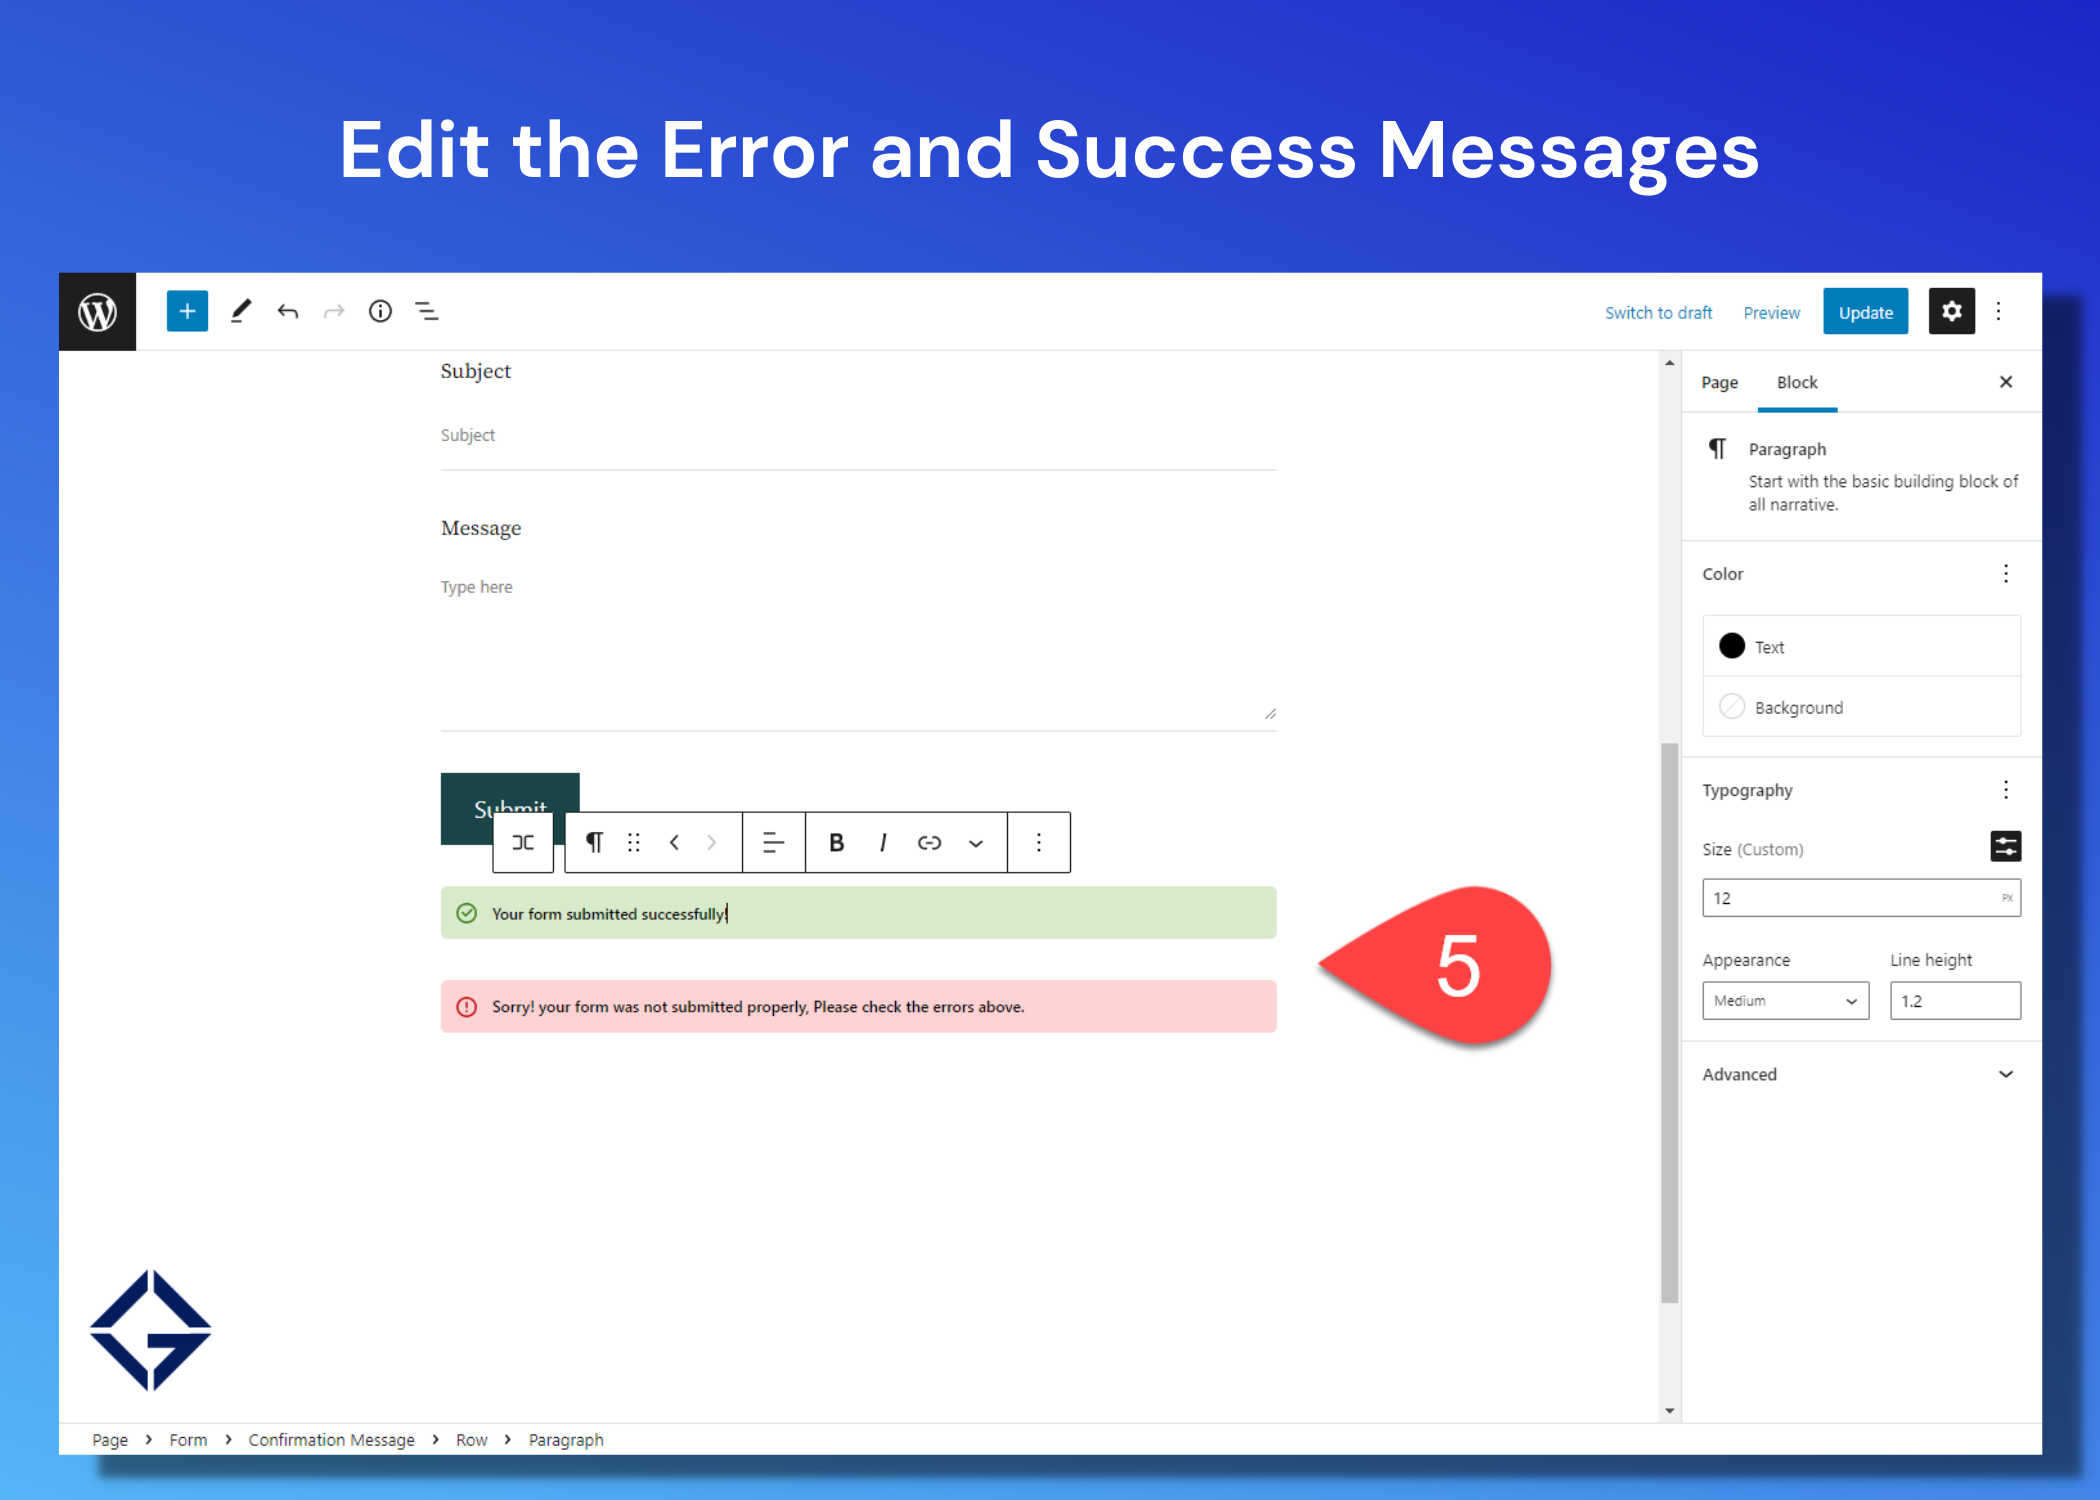 Edit the Error and Success Messages
Switch to draft Preview Update
Subject
Subject
Message
Type here
Submit
B I
Your form submitted successfully!
Sorry! your form was not submitted properly, Please check the errors above.
5
Page Block
Paragraph
Start with the basic building block of
all narrative.
Color
Text
Background
Typography
Size (Custom)
12 PX
Appearance Line height
Medium 1.2
Advanced
Page > Form > Confirmation Message > Row > Paragraph